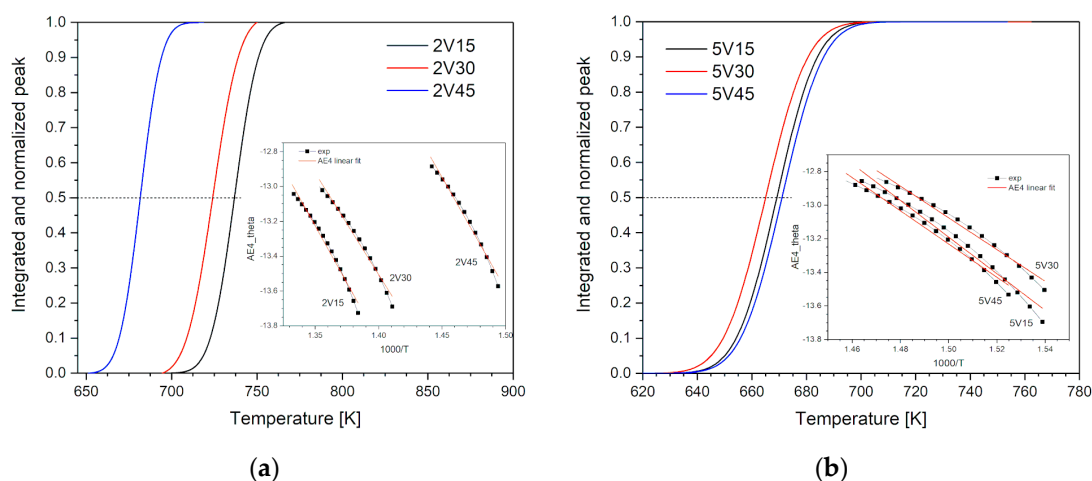 1.0
0.9
0.8
0.7
0.6
0.5
0.4
0.3
0.2
0.1
0.0
Integrated and normalized peak
2V15
2V30
2V45
-12.8
-13.0
-13.2
-13.4
-13.6
-13.8
AE4_theta
exp
AE4 linear fit
2V45
2V30
2V15
1.35 1.40 1.45 1.50
1000/T
650 700 750 800 850 900
Temperature [K]
(a)
1.0
0.9
0.8
0.7
0.6
0.5
0.4
0.3
0.2
0.1
0.0
Integrated and normalized peak
5V15
5V30
5V45
-12.8
-13.0
-13.2
-13.4
-13.6
-13.8
AE4_theta
exp
AE4 linear fit
5V30
5V45
5V15
1.46 1.48 1.50 1.52 1.54
1000/T
620 640 660 680 700 720 740 760 780
Temperature [K]
(b)